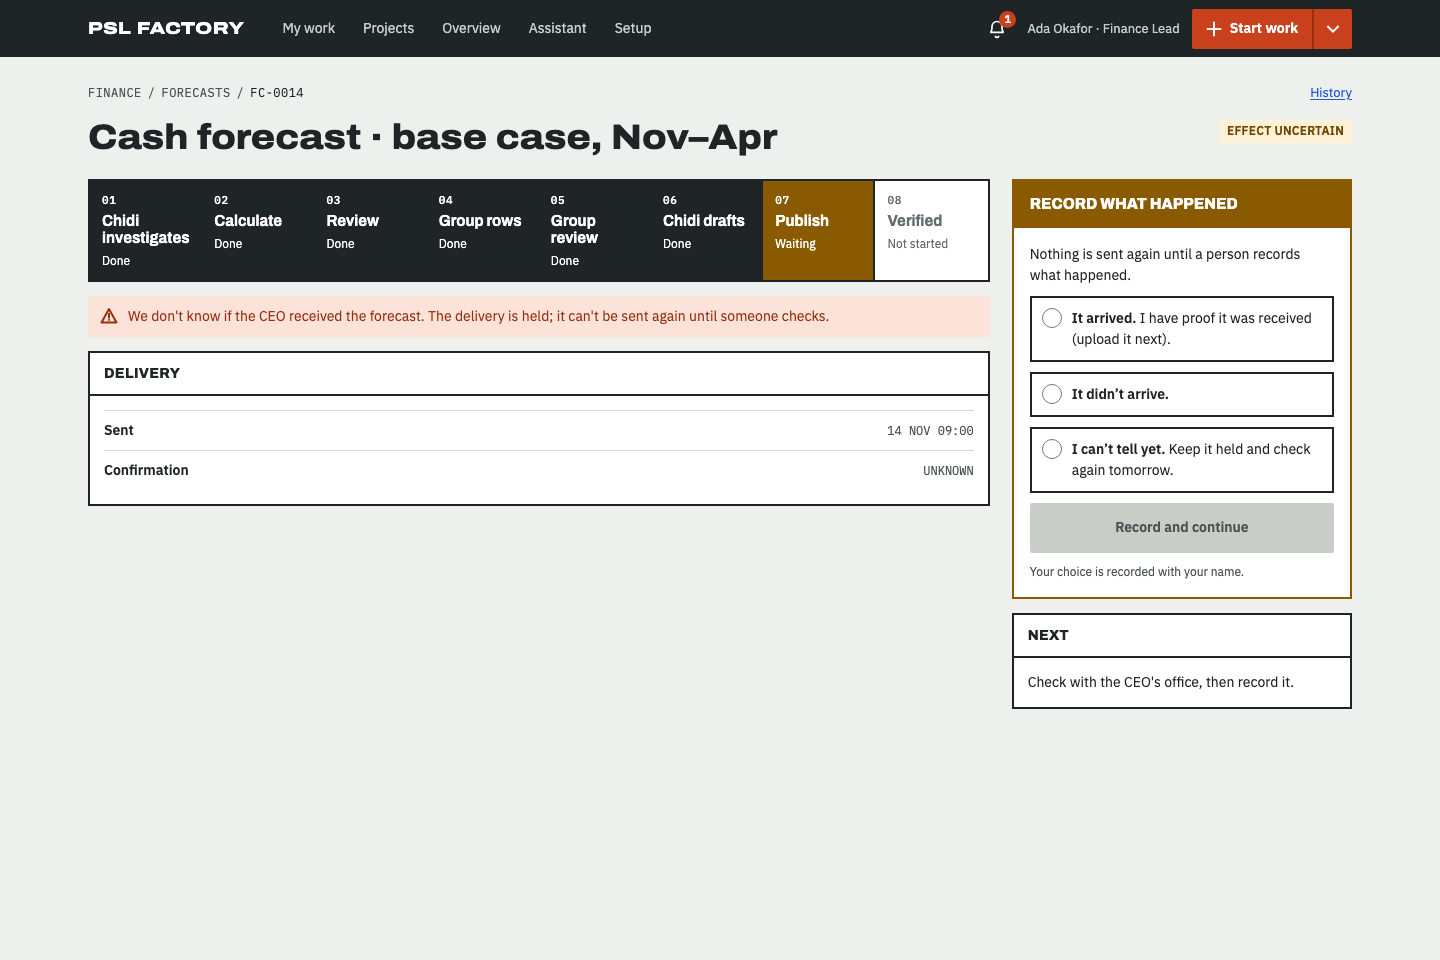 PSL FACTORY
My work
Projects
Overview
Assistant
Setup
1
Ada Okafor · Finance Lead
Start work
FINANCE / FORECASTS / FC-0014
History
Cash forecast · base case, Nov–Apr
EFFECT UNCERTAIN
01
Chidi
investigates
Done
02
Calculate
Done
03
Review
Done
04
Group rows
Done
05
Group
review
Done
06
Chidi drafts
Done
07
Publish
Waiting
08
Verified
Not started
We don't know if the CEO received the forecast. The delivery is held; it can't be sent again until someone checks.
DELIVERY
Sent
14 NOV 09:00
Confirmation
UNKNOWN
RECORD WHAT HAPPENED
Nothing is sent again until a person records
what happened.
It arrived. I have proof it was received
(upload it next).
It didn’t arrive.
I can’t tell yet. Keep it held and check
again tomorrow.
Record and continue
Your choice is recorded with your name.
NEXT
Check with the CEO's office, then record it.